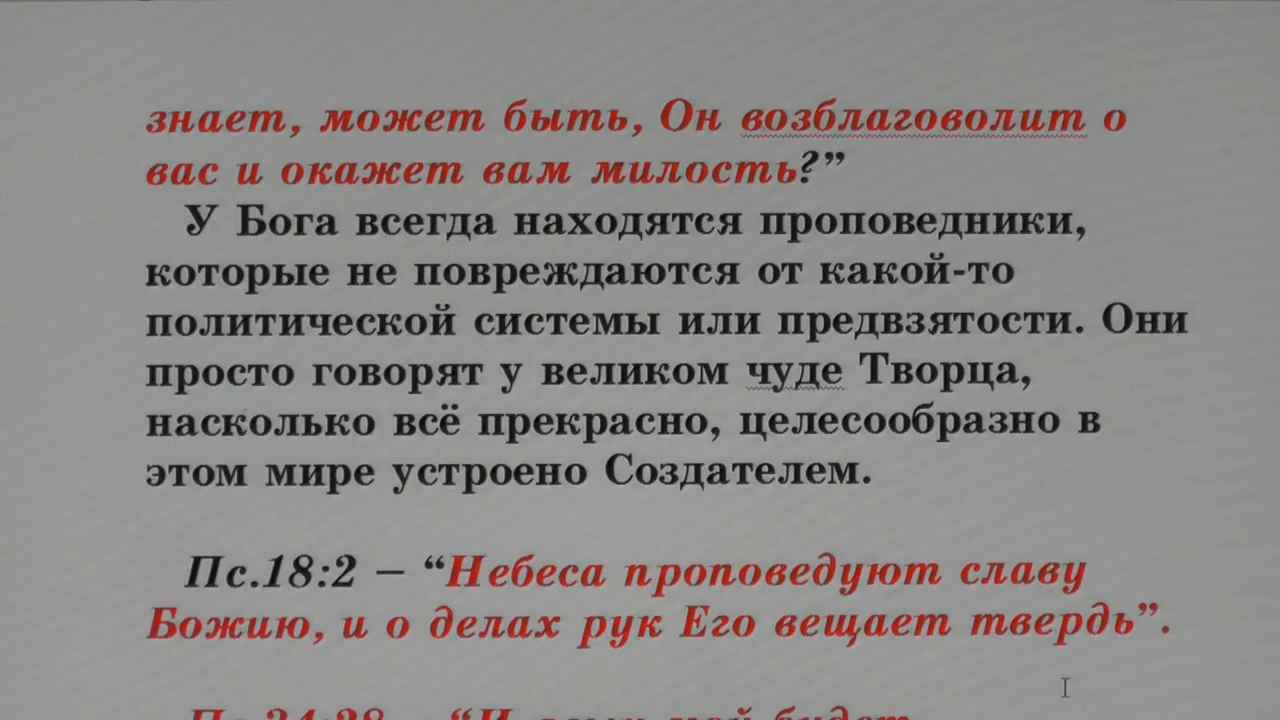 знает, может быть, Он возблаговолит о
вас и окажет вам милость?”
У Бога всегда находятся проповедники,
которые не повреждаются от какой-то
политической системы или предвзятости. Они
просто говорят у великом чуде Творца,
насколько всё прекрасно, целесообразно в
этом мире устроено Создателем.
Пс.18:2 – “Небеса проповедуют славу
Божию, и о делах рук Его вещает твердь”.